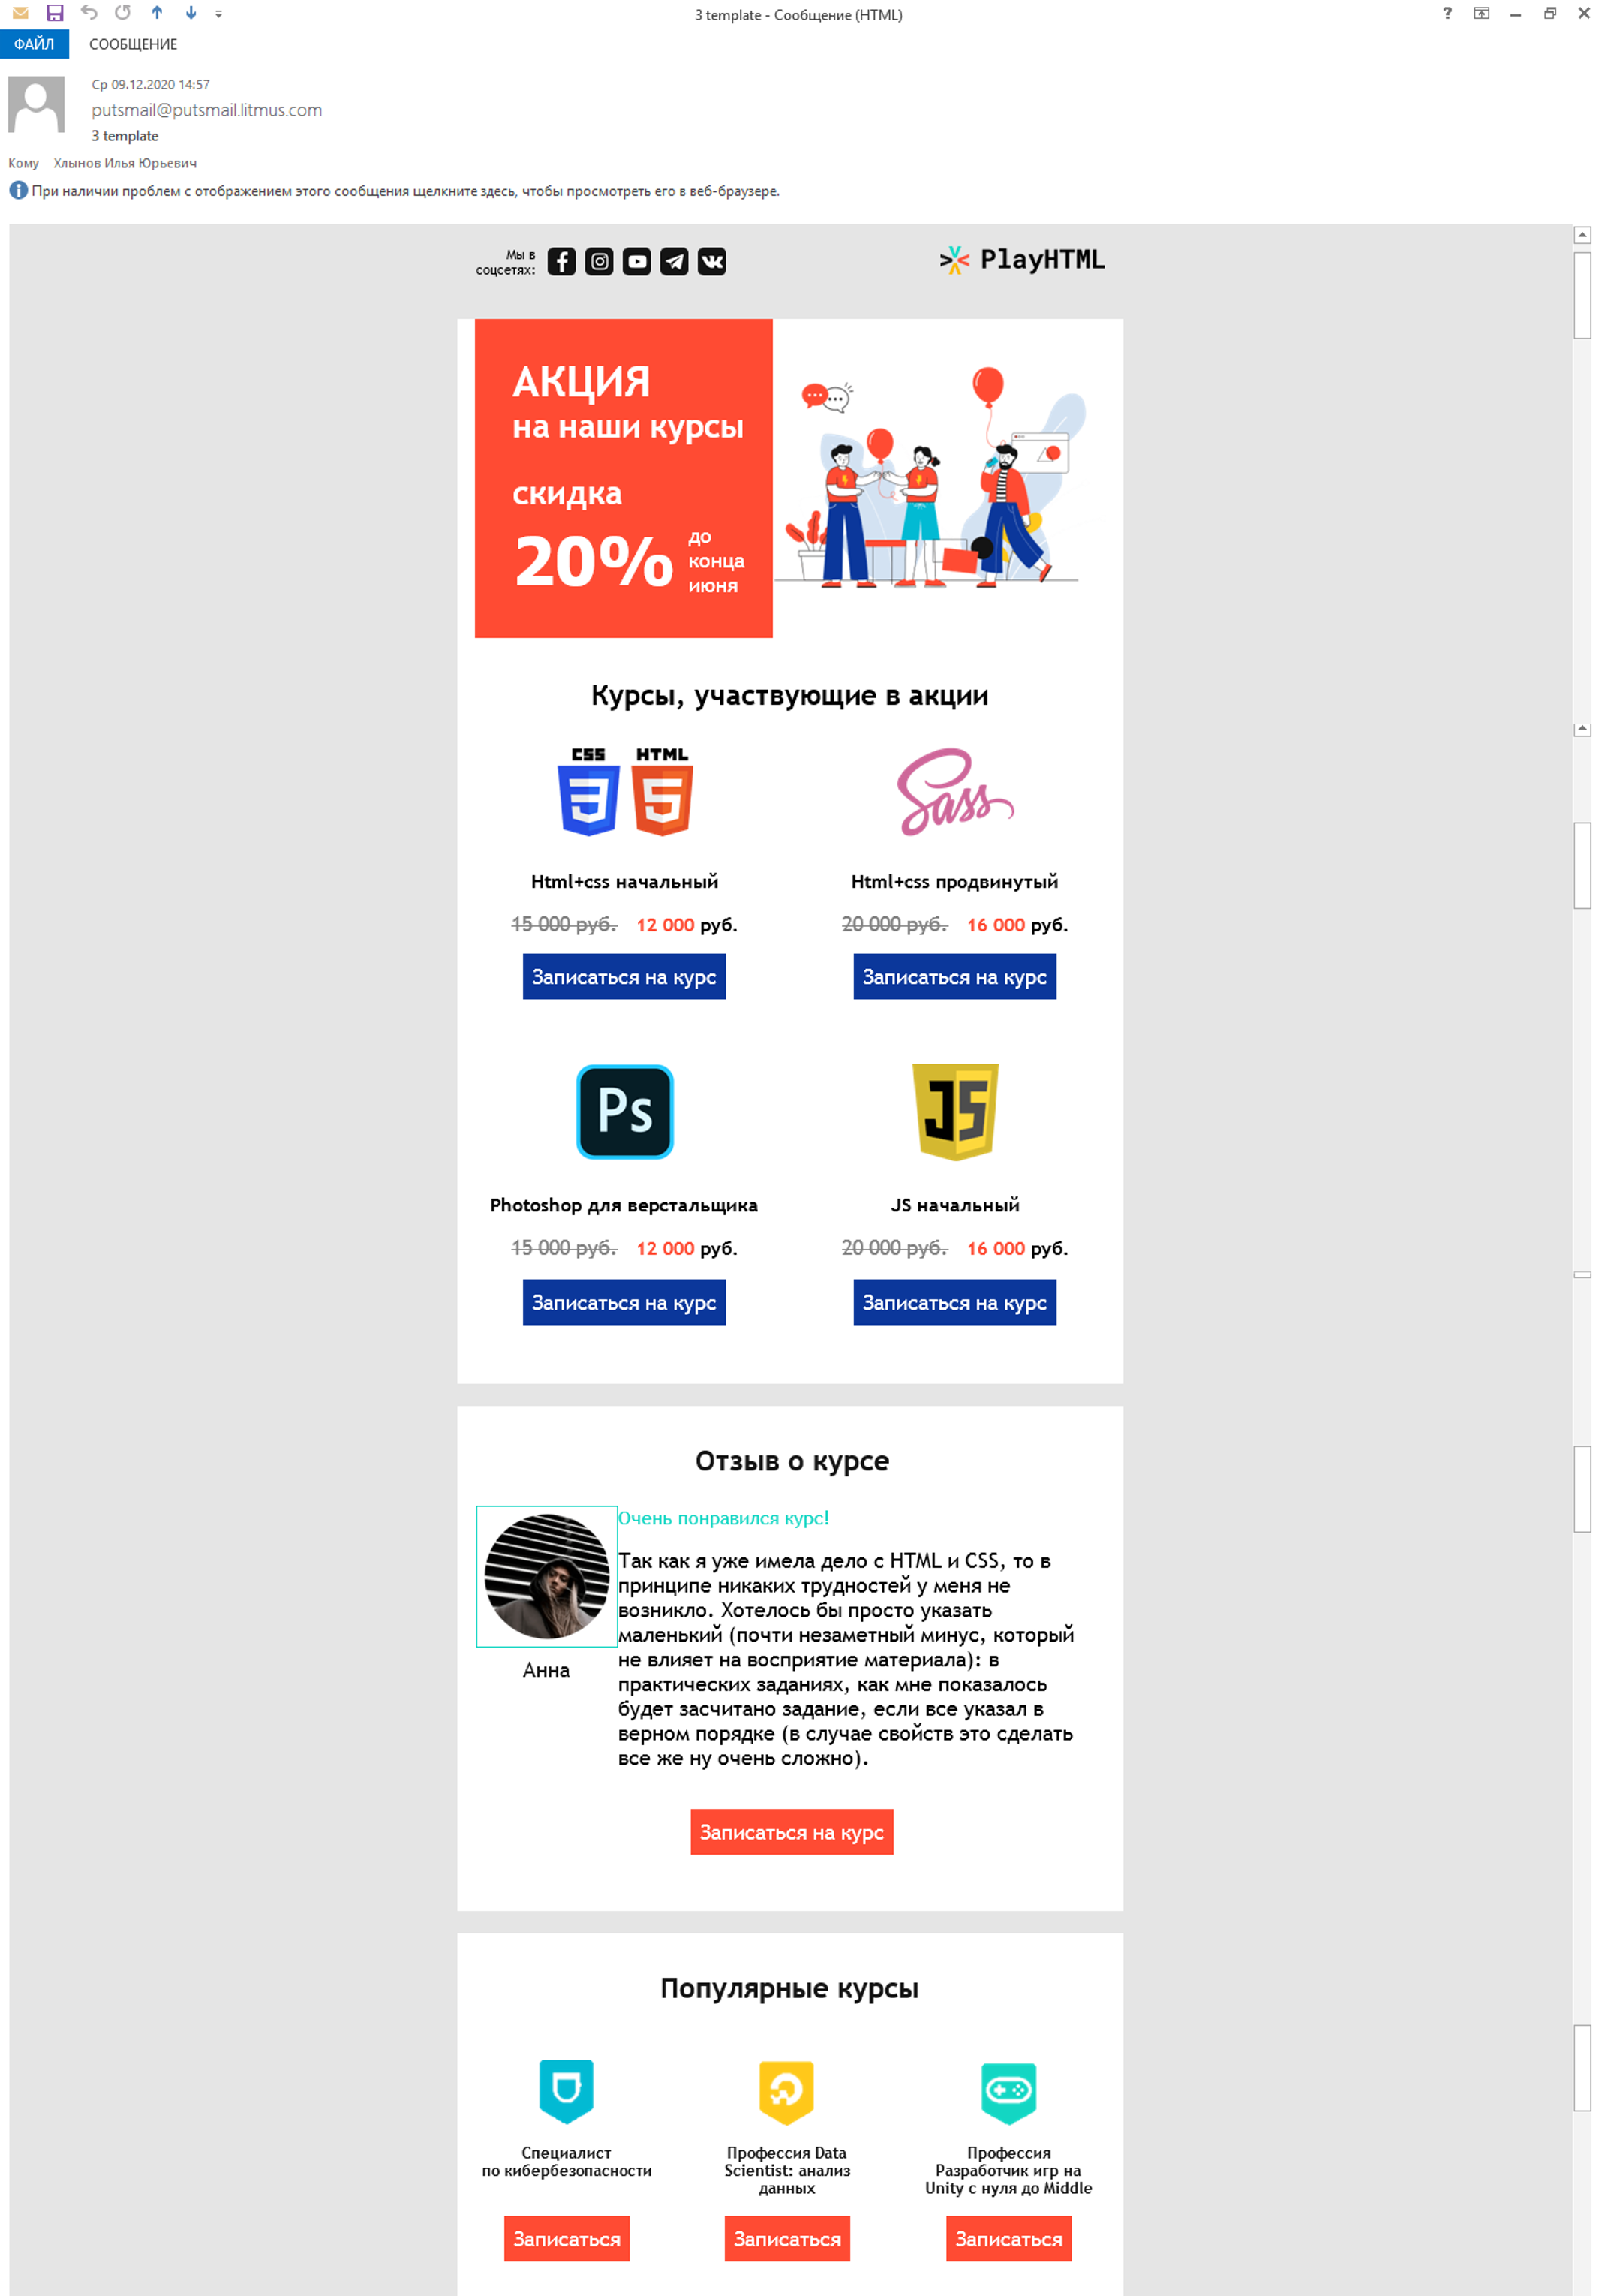 3 template - Сообщение (HTML)
ФАЙЛ СООБЩЕНИЕ
Ср 09.12.2020 14:57
putsmail@putsmail.litmus.com
3 template
Кому Хлынов Илья Юрьевич
При наличии проблем с отображением этого сообщения щелкните здесь, чтобы просмотреть его в веб-браузере.
Мы в
соцсетях:
PlayHTML
АКЦИЯ
на наши курсы
скидка
20%
до
конца
июня
Курсы, участвующие в акции
CSS HTML
Sass
Html+css начальный
Html+css продвинутый
15 000 руб. 12 000 руб.
20 000 руб. 16 000 руб.
Записаться на курс
Записаться на курс
Ps
JS
Photoshop для верстальщика
JS начальный
15 000 руб. 12 000 руб.
20 000 руб. 16 000 руб.
Записаться на курс
Записаться на курс
Отзыв о курсе
Анна
Очень понравился курс!
Так как я уже имела дело с HTML и CSS, то в
принципе никаких трудностей у меня не
возникло. Хотелось бы просто указать
маленький (почти незаметный минус, который
не влияет на восприятие материала): в
практических заданиях, как мне показалось
будет засчитано задание, если все указал в
верном порядке (в случае свойств это сделать
все же ну очень сложно).
Записаться на курс
Популярные курсы
Специалист
по кибербезопасности
Профессия Data
Scientist: анализ
данных
Профессия
Разработчик игр на
Unity с нуля до Middle
Записаться
Записаться
Записаться